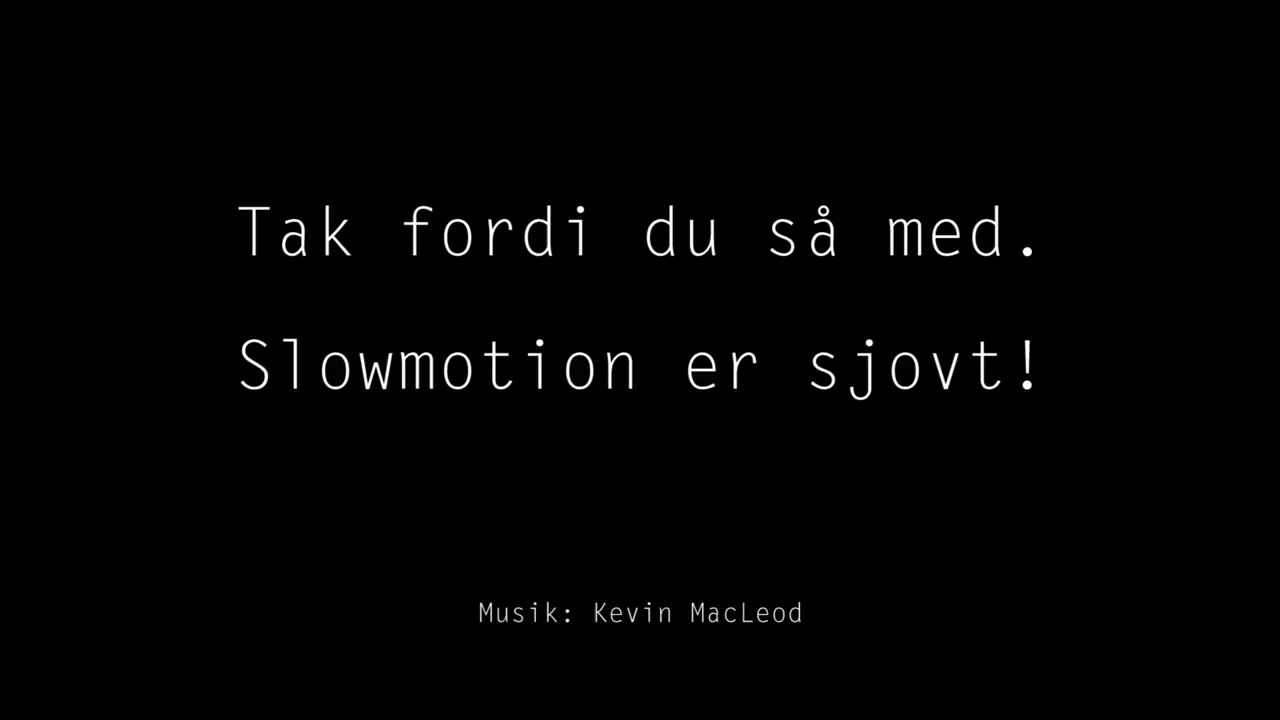 Tak fordi du så med.
Slowmotion er sjovt!
Musik: Kevin MacLeod